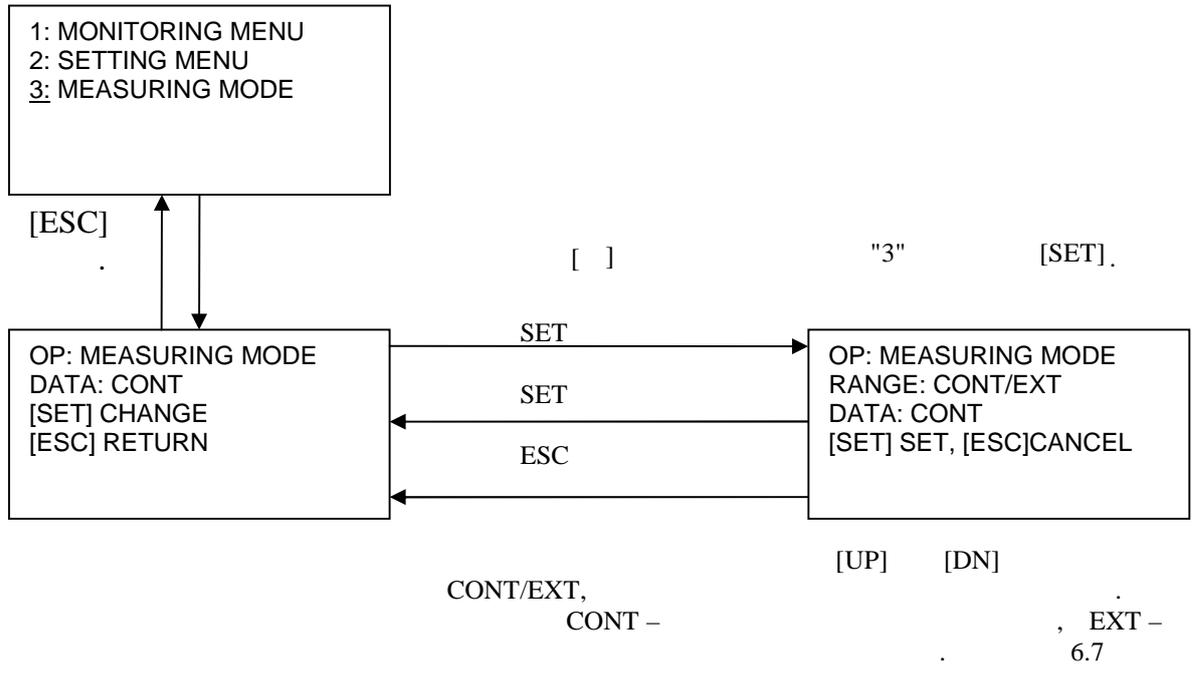 1: MONITORING MENU
2: SETTING MENU
3: MEASURING MODE
[ESC]
.
[ ] "3" [SET].
OP: MEASURING MODE
DATA: CONT
[SET] CHANGE
[ESC] RETURN
SET
SET
ESC
OP: MEASURING MODE
RANGE: CONT/EXT
DATA: CONT
[SET] SET, [ESC]CANCEL
[UP] [DN]
CONT/EXT, .
CONT – , EXT –
. 6.7